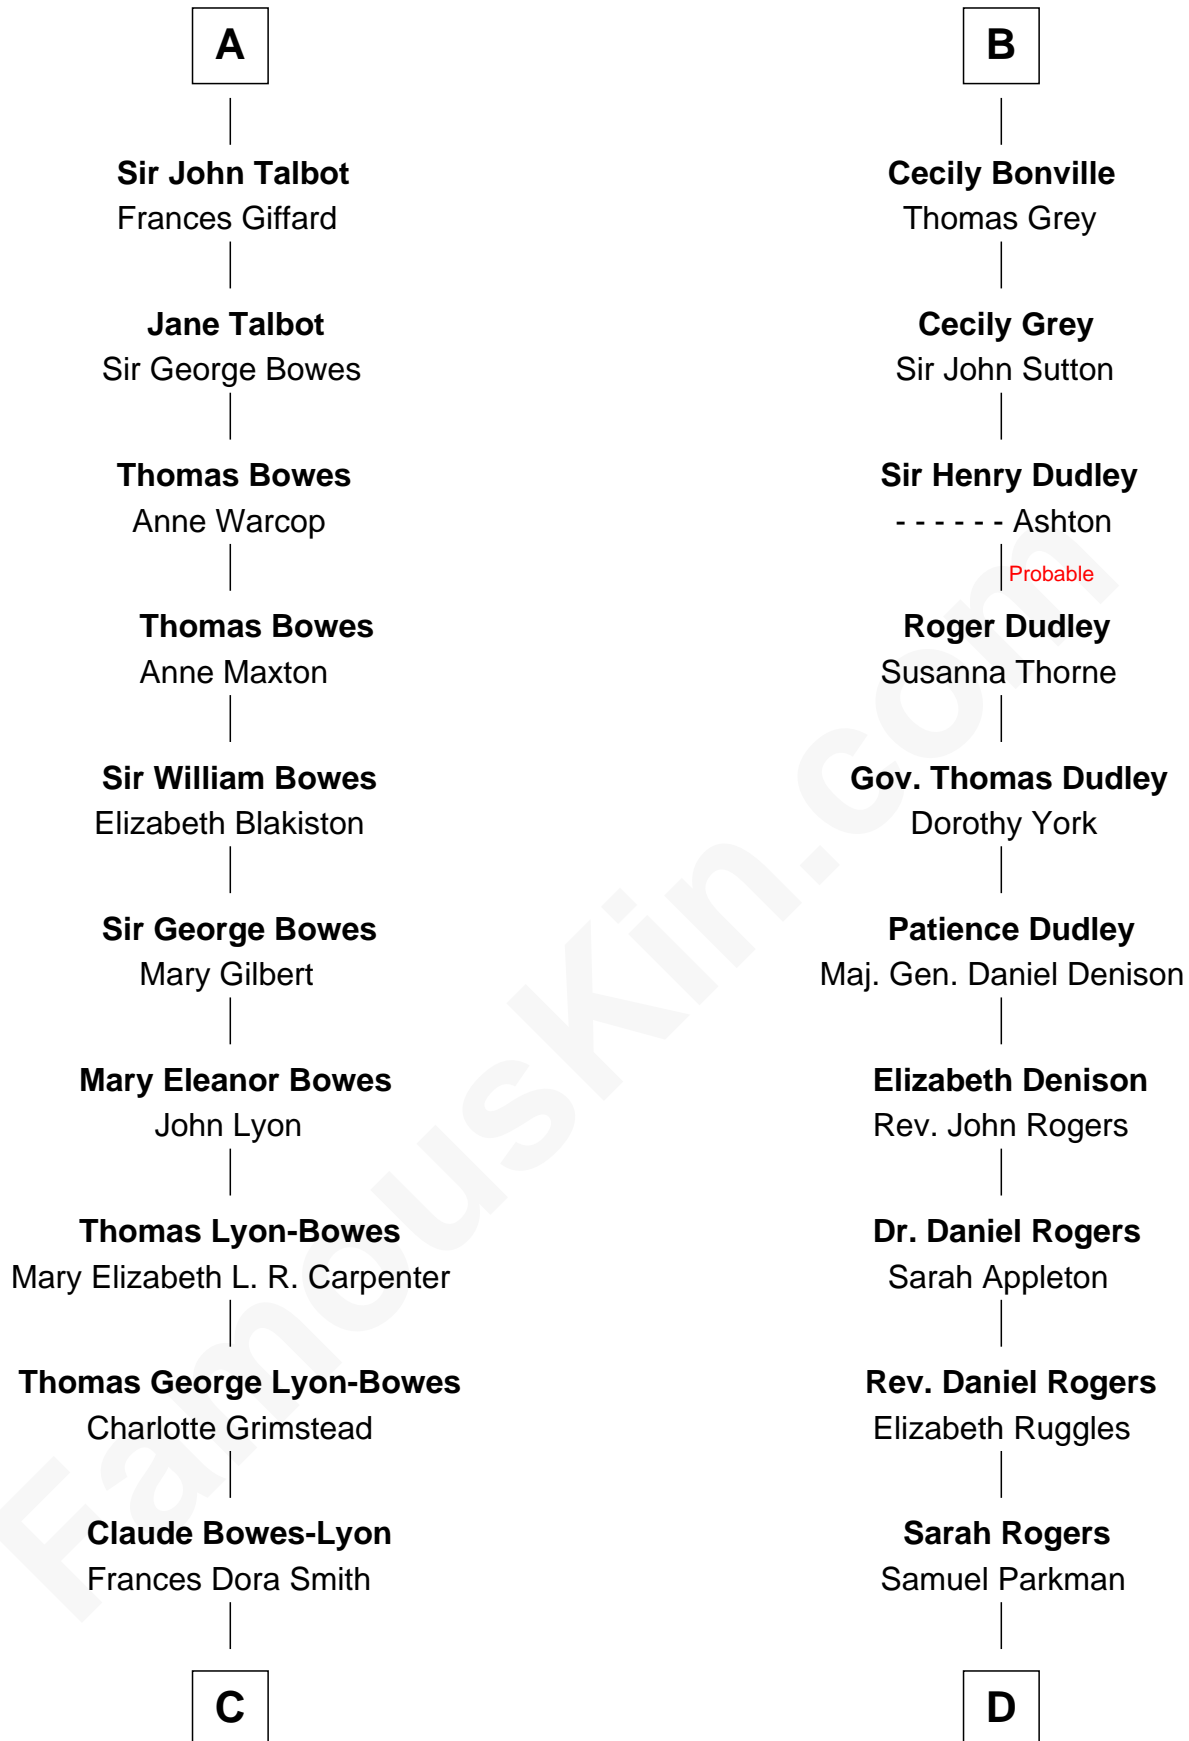 A
Sir John Talbot
Frances Giffard
Jane Talbot
Sir George Bowes
Thomas Bowes
Anne Warcop
Thomas Bowes
Anne Maxton
Sir William Bowes
Elizabeth Blakiston
Sir George Bowes
Mary Gilbert
Mary Eleanor Bowes
John Lyon
Thomas Lyon-Bowes
Mary Elizabeth L. R. Carpenter
Thomas George Lyon-Bowes
Charlotte Grimstead
Claude Bowes-Lyon
Frances Dora Smith
C
B
Cecily Bonville
Thomas Grey
Cecily Grey
Sir John Sutton
Sir Henry Dudley
- - - - - - Ashton
Probable
Roger Dudley
Susanna Thorne
Gov. Thomas Dudley
Dorothy York
Patience Dudley
Maj. Gen. Daniel Denison
Elizabeth Denison
Rev. John Rogers
Dr. Daniel Rogers
Sarah Appleton
Rev. Daniel Rogers
Elizabeth Ruggles
Sarah Rogers
Samuel Parkman
D
FamousKin.com